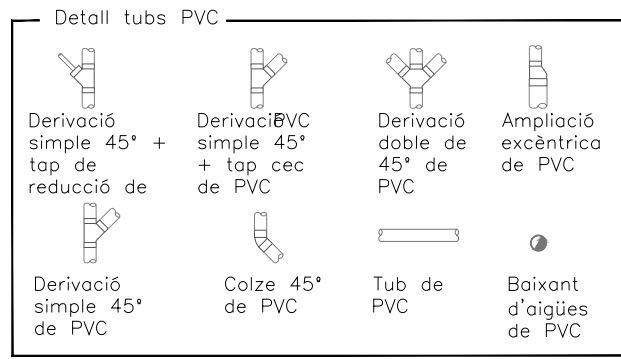 Detall tubs PVC
Derivació
simple 45° +
tap de
reducció de
PVC
Derivació
simple 45°
+ tap cec
de PVC
Derivació
doble de
45° de
PVC
Ampliació
excèntrica
de PVC
Derivació
simple 45°
de PVC
Colze 45°
de PVC
Tub de
PVC
Baixant
d'aigües
de PVC